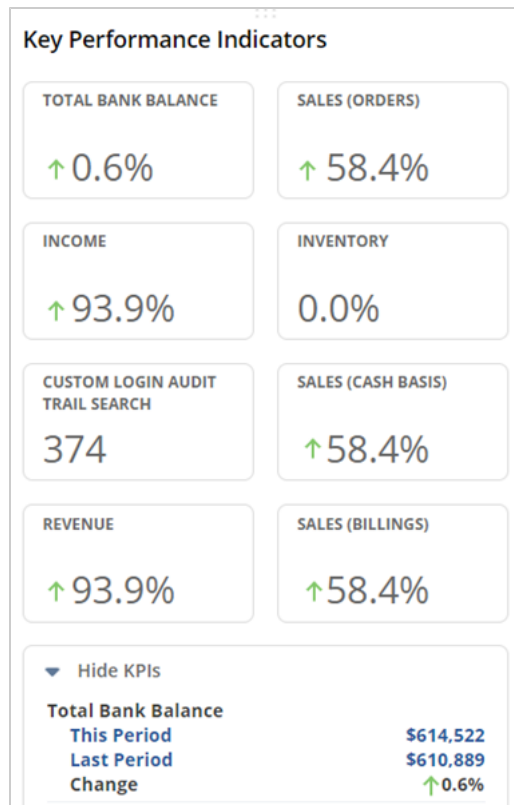 Key Performance Indicators
TOTAL BANK BALANCE
↑ 0.6%
SALES (ORDERS)
↑ 58.4%
INCOME
↑ 93.9%
INVENTORY
0.0%
CUSTOM LOGIN AUDIT
TRAIL SEARCH
374
SALES (CASH BASIS)
↑ 58.4%
REVENUE
↑ 93.9%
SALES (BILLINGS)
↑ 58.4%
Hide KPIs
Total Bank Balance
This Period $614,522
Last Period $610,889
Change ↑ 0.6%